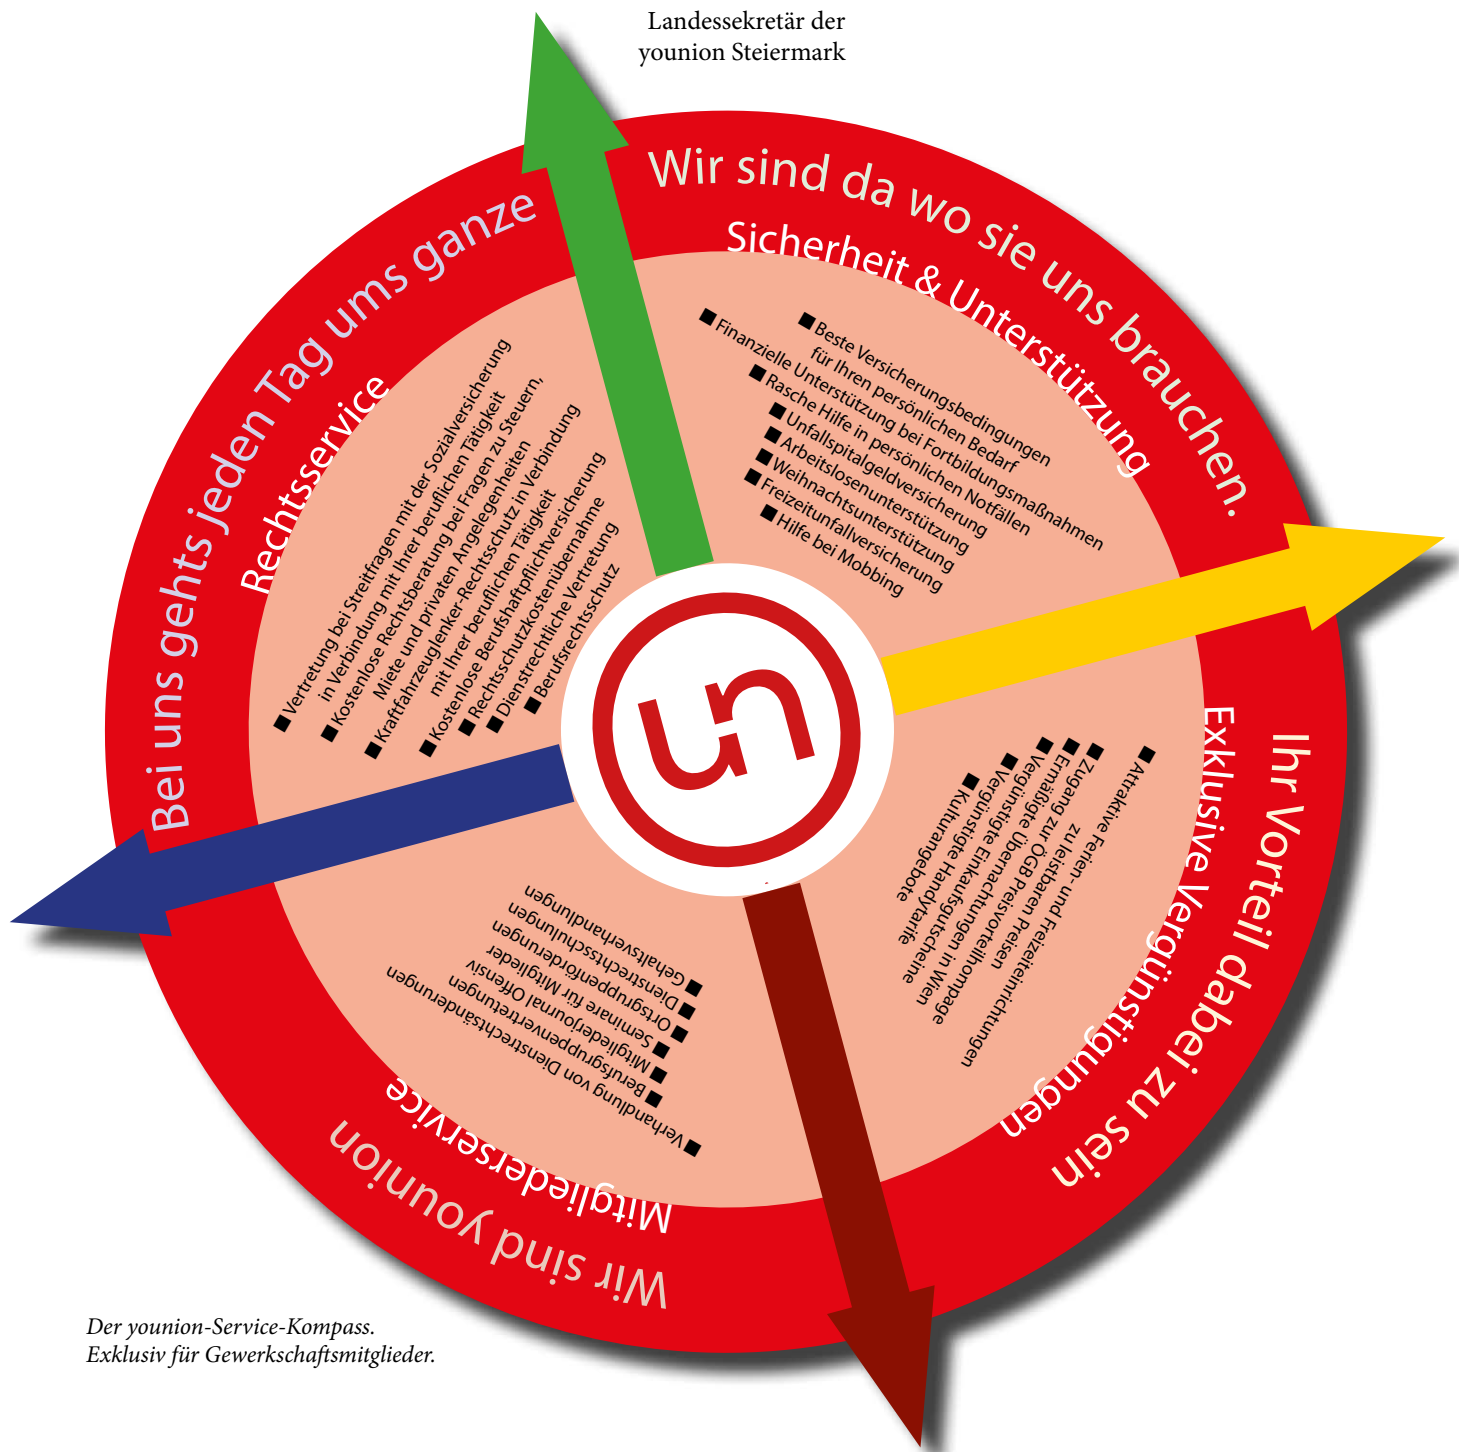 Landessekretär der
younion Steiermark
Wir sind da wo sie uns brauchen.
Sicherheit & Unterstützung
■ Beste Versicherungsbedingungen
für Ihren persönlichen Bedarf
■ Finanzielle Unterstützung bei Fortbildungsmaßnahmen
■ Rasche Hilfe in persönlichen Notfällen
■ Unfallspitalgeldversicherung
■ Arbeitslosenunterstützung
■ Weihnachtsunterstützung
■ Freizeitunfallversicherung
■ Hilfe bei Mobbing
Ihr Vorteil dabei zu sein
Exklusive Vergünstigungen
■ Attraktive Ferien- und Freizeiteinrichtungen
zu leistbaren Preisen
■ Zugang zur ÖGB Preisvorteilhompage
■ Ermäßigte Übernachtungen in Wien
■ Vergünstigte Einkaufsgutscheine
■ Vergünstigte Handytarife
■ Kulturangebote
Wir sind younion
Mitgliederservice
■ Verhandlung von Dienstrechtsänderungen
■ Berufsgruppenvertretungen
■ Mitgliederjournal Offensiv
■ Seminare für Mitglieder
■ Ortsgruppenförderungen
■ Dienstrechtsschulungen
■ Gehaltsverhandlungen
Bei uns gehts jeden Tag ums ganze
Rechtsservice
■ Vertretung bei Streitfragen mit der Sozialversicherung
in Verbindung mit Ihrer beruflichen Tätigkeit
■ Kostenlose Rechtsberatung bei Fragen zu Steuern,
Miete und privaten Angelegenheiten
■ Kraftfahrzeuglenker-Rechtsschutz in Verbindung
mit Ihrer beruflichen Tätigkeit
■ Kostenlose Berufshaftpflichtversicherung
■ Rechtsschutzkostenübernahme
■ Dienstrechtliche Vertretung
■ Berufsrechtsschutz
un
Der younion-Service-Kompass.
Exklusiv für Gewerkschaftsmitglieder.